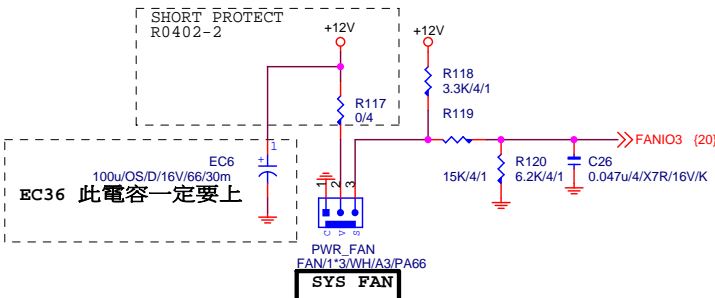 SHORT PROTECT
R0402-2
+12V
+12V
R118
3.3K/4/1
R117
0/4
R119
FANIO3 {20}
1
+
EC6
100u/OS/D/16V/66/30m
EC36 此電容一定要上
15K/4/1
R120
6.2K/4/1
C26
0.047u/4/X7R/16V/K
1
2
3
C
V
S
PWR_FAN
FAN/1*3/WH/A3/PA66
SYS FAN